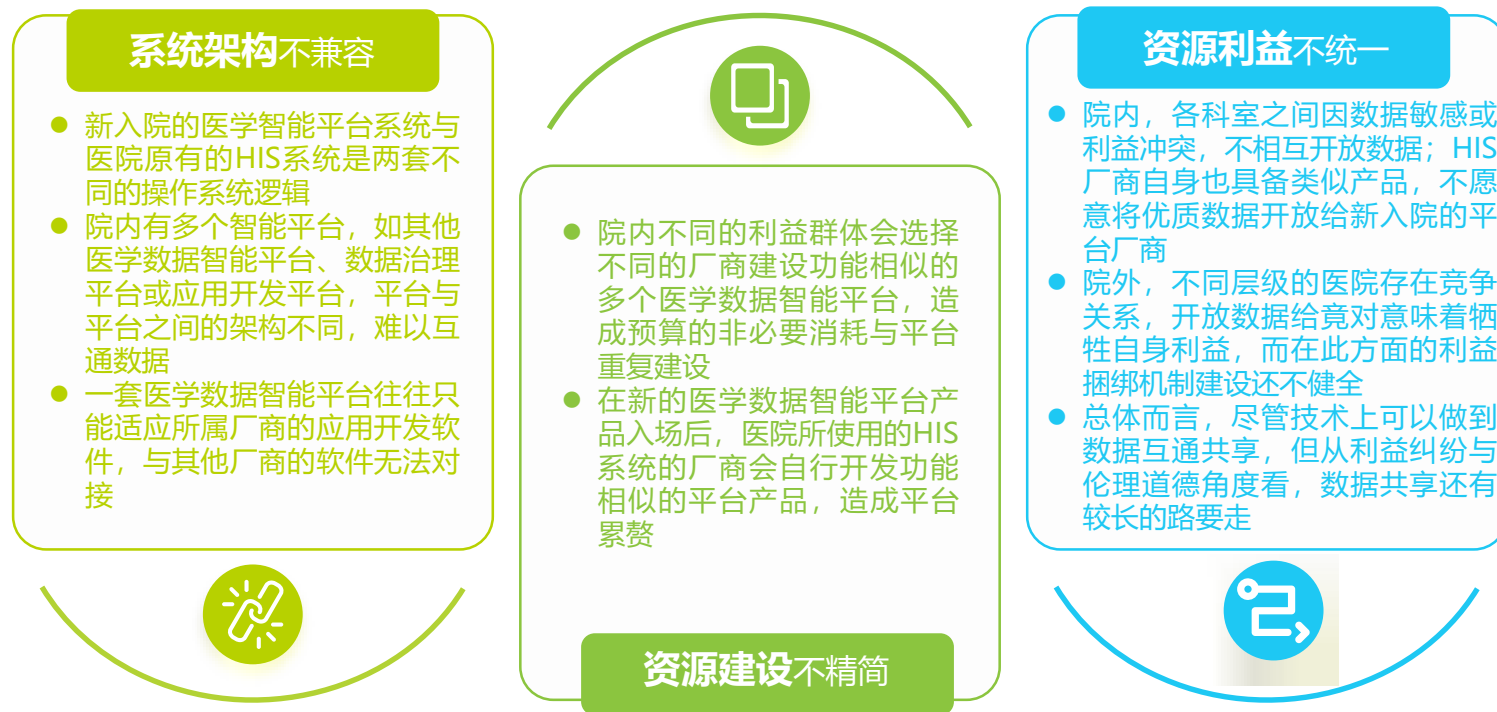 系统架构不兼容
● 新入院的医学智能平台系统与
医院原有的HIS系统是两套不
同的操作系统逻辑
● 院内有多个智能平台，如其他
医学数据智能平台、数据治理
平台或应用开发平台，平台与
平台之间的架构不同，难以互
通数据
● 一套医学数据智能平台往往只
能适应所属厂商的应用开发软
件，与其他厂商的软件无法对
接
● 院内不同的利益群体会选择
不同的厂商建设功能相似的
多个医学数据智能平台，造
成预算的非必要消耗与平台
重复建设
● 在新的医学数据智能平台产
品入场后，医院所使用的HIS
系统的厂商会自行开发功能
相似的平台产品，造成平台
累赘
资源建设不精简
资源利益不统一
● 院内，各科室之间因数据敏感或
利益冲突，不相互开放数据；HIS
厂商自身也具备类似产品，不愿
意将优质数据开放给新入院的平
台厂商
● 院外，不同层级的医院存在竞争
关系，开放数据给竞对意味着牺
牲自身利益，而在此方面的利益
捆绑机制建设还不健全
● 总体而言，尽管技术上可以做到
数据互通共享，但从利益纠纷与
伦理道德角度看，数据共享还有
较长的路要走